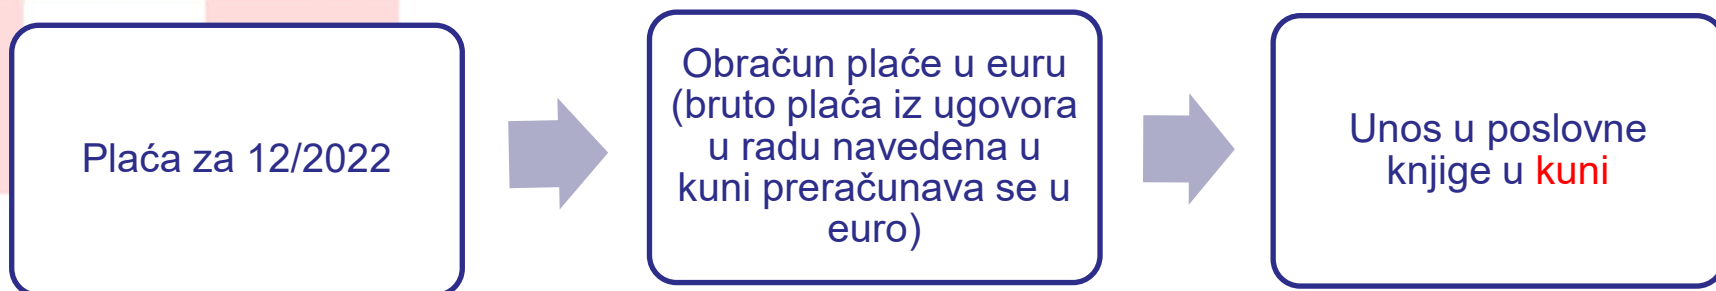 Plaća za 12/2022
Obračun plaće u euru
(bruto plaća iz ugovora
u radu navedena u
kuni preračunava se u
euro)
Unos u poslovne
knjige u kuni